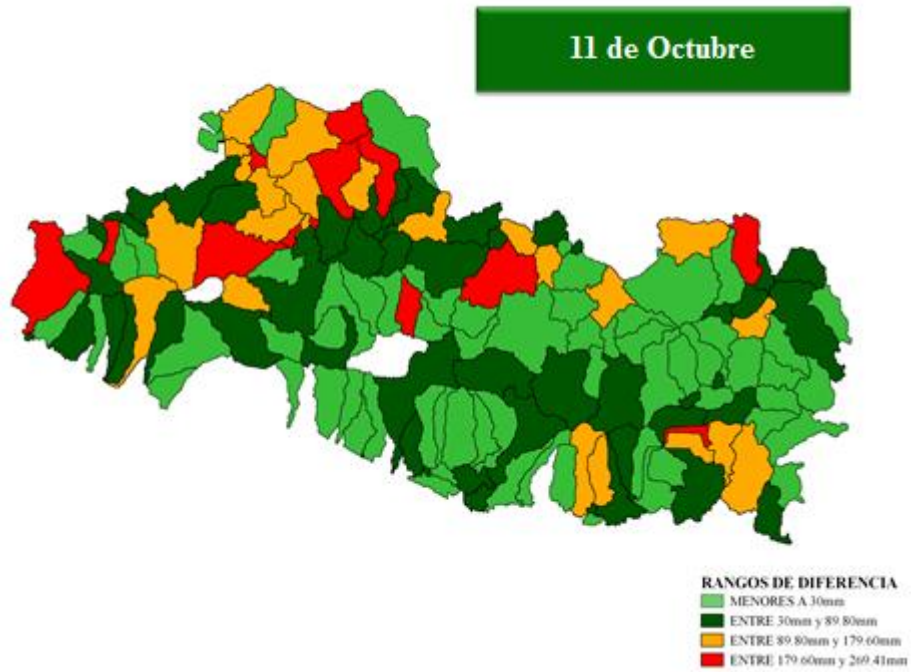 11 de Octubre
RANGOS DE DIFERENCIA
MENORES A 30mm
ENTRE 30mm y 89.80mm
ENTRE 89.80mm y 179.60mm
ENTRE 179.60mm y 269.41mm